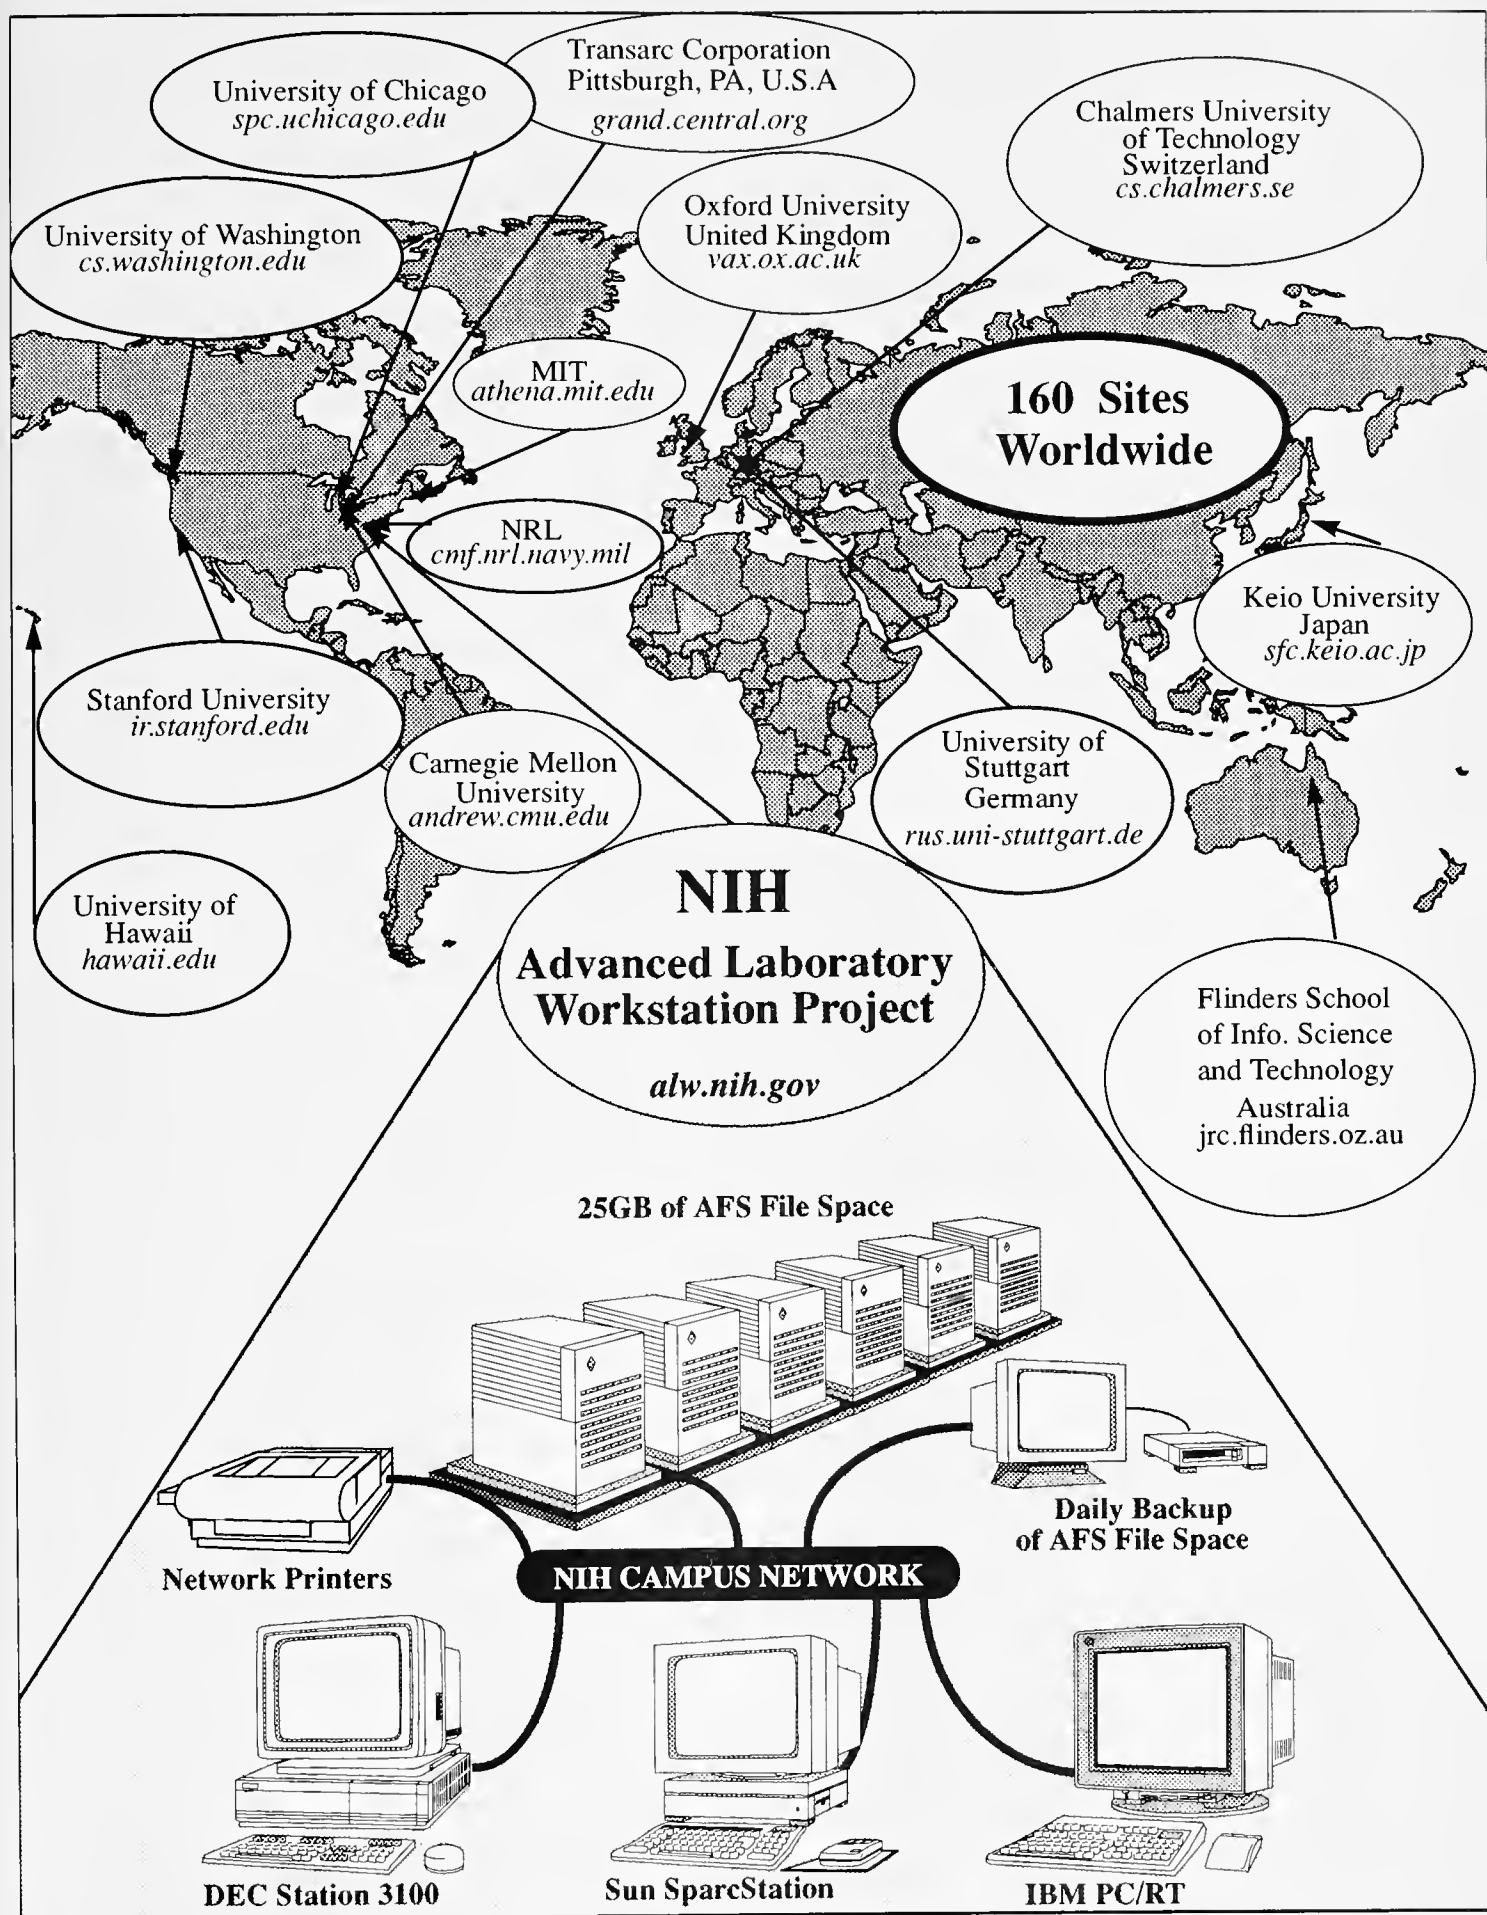 Transarc Corporation
Pittsburgh, PA, U.S.A
grand.central.org
University of Chicago
spc.uchicago.edu
Chalmers University
of Technology
Switzerland
cs.chalmers.se
Oxford University
United Kingdom
vax.ox.ac.uk
University of Washington
cs.washington.edu
MIT
athena.mit.edu
160 Sites
Worldwide
NRL
cmf.nrl.navy.mil
Keio University
Japan
sfc.keio.ac.jp
Stanford University
ir.stanford.edu
Carnegie Mellon
University
andrew.cmu.edu
University of
Stuttgart
Germany
rus.uni-stuttgart.de
University of
Hawaii
hawaii.edu
NIH
Advanced Laboratory
Workstation Project
alw.nih.gov
Flinders School
of Info. Science
and Technology
Australia
jrc.flinders.oz.au
25GB of AFS File Space
Daily Backup
of AFS File Space
Network Printers
NIH CAMPUS NETWORK
DEC Station 3100
Sun SparcStation
IBM PC/RT